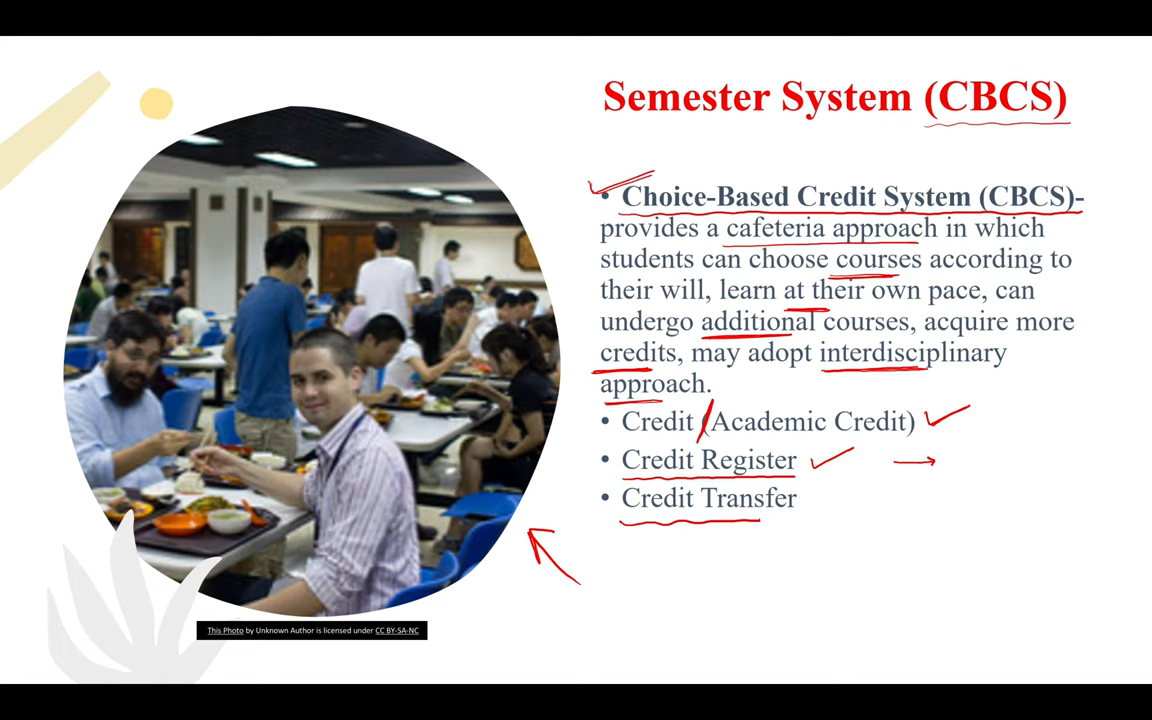 Semester System (CBCS)
• Choice-Based Credit System (CBCS)-
provides a cafeteria approach in which
students can choose courses according to
their will, learn at their own pace, can
undergo additional courses, acquire more
credits, may adopt interdisciplinary
approach.
• Credit (Academic Credit)
• Credit Register
• Credit Transfer
This Photo by Unknown Author is licensed under CC BY-SA-NC